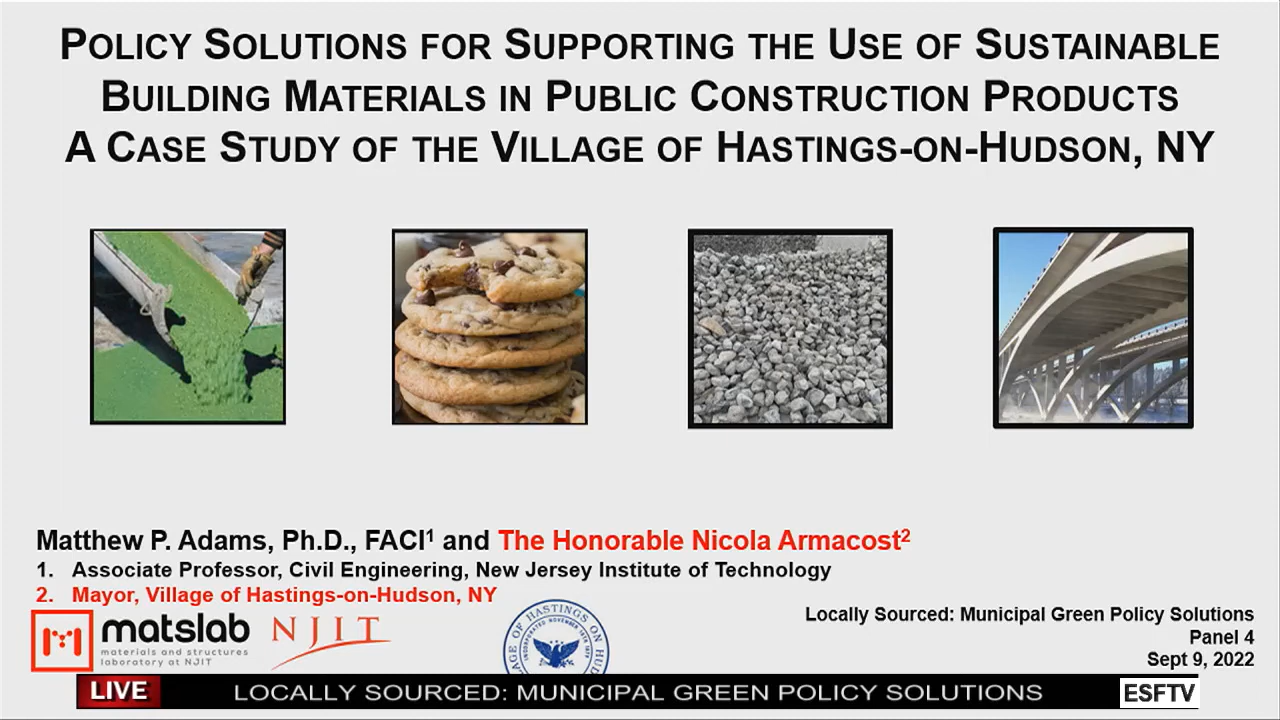 POLICY SOLUTIONS FOR SUPPORTING THE USE OF SUSTAINABLE
BUILDING MATERIALS IN PUBLIC CONSTRUCTION PRODUCTS
A CASE STUDY OF THE VILLAGE OF HASTINGS-ON-HUDSON, NY
Matthew P. Adams, Ph.D., FACI¹ and The Honorable Nicola Armacost²
1. Associate Professor, Civil Engineering, New Jersey Institute of Technology
2. Mayor, Village of Hastings-on-Hudson, NY
matslab
materials and structures
laboratory at NJIT
NJIT
OF HASTINGS ON
Locally Sourced: Municipal Green Policy Solutions
Panel 4
Sept 9, 2022
LIVE
LOCALLY SOURCED: MUNICIPAL GREEN POLICY SOLUTIONS
ESFTV